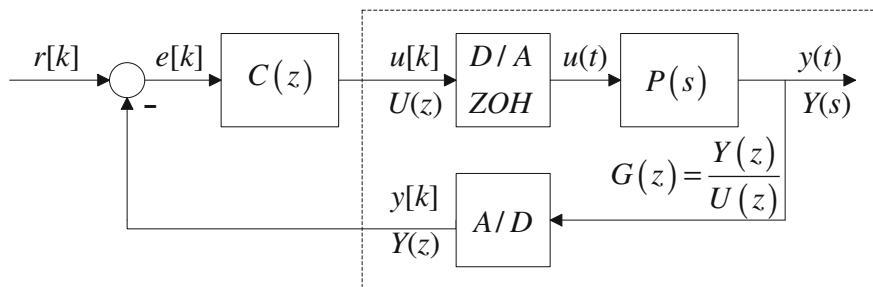 r[k]
e[k]
C(z)
u[k]
U(z)
D/A
ZOH
u(t)
P(s)
y(t)
Y(s)
G(z) = Y(z) / U(z)
y[k]
Y(z)
A/D
–